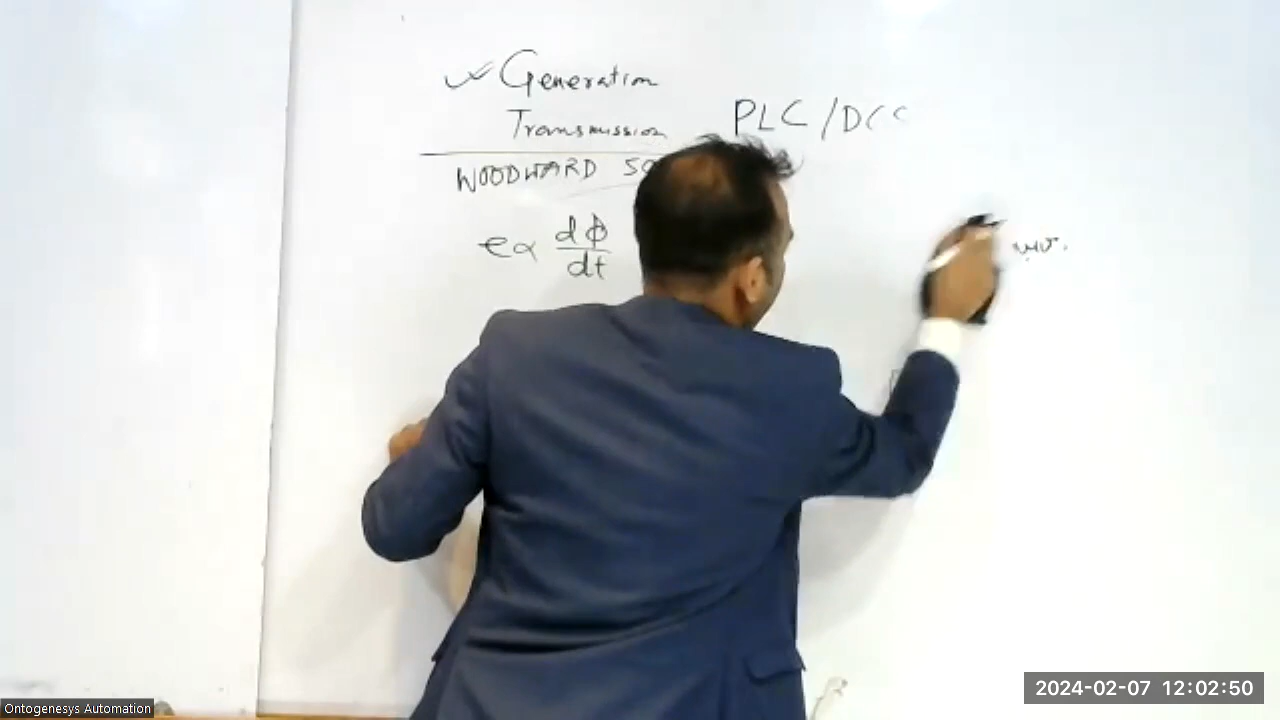 Generation
Transmission
PLC/DCS
WOODWARD
e∝ dφ/dt
Ontogenesys Automation
2024-02-07 12:02:50